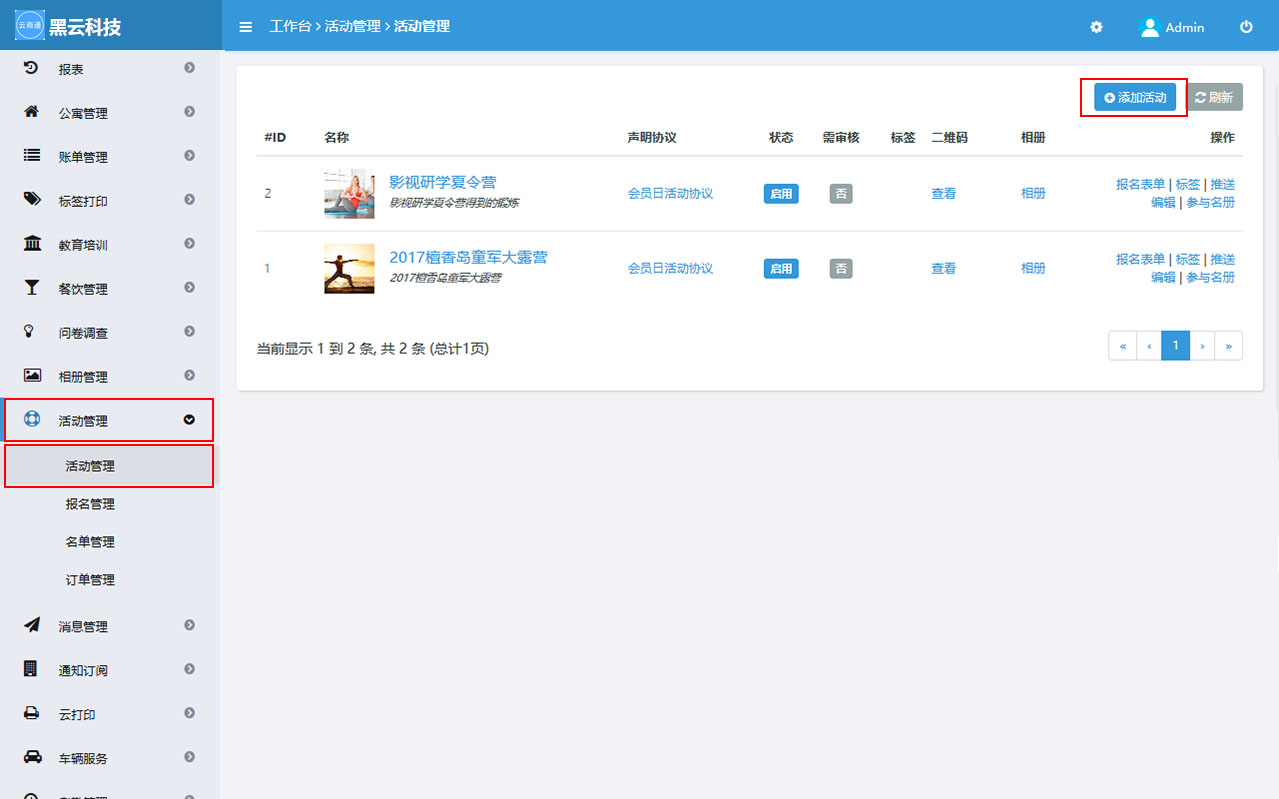 云商通 黑云科技
工作台 › 活动管理 › 活动管理
Admin
报表
公寓管理
账单管理
标签打印
教育培训
餐饮管理
问卷调查
相册管理
活动管理
活动管理
报名管理
名单管理
订单管理
消息管理
通知订阅
云打印
车辆服务
添加活动 刷新
#ID 名称 声明协议 状态 需审核 标签 二维码 相册 操作
2 影视研学夏令营 会员日活动协议 启用 否 查看 相册 报名表单 | 标签 | 推送
影视研学夏令营得到的锻炼 编辑 | 参与名册
1 2017檀香岛童军大露营 会员日活动协议 启用 否 查看 相册 报名表单 | 标签 | 推送
2017檀香岛童军大露营 编辑 | 参与名册
当前显示 1 到 2 条, 共 2 条 (总计1页)
« ‹ 1 › »